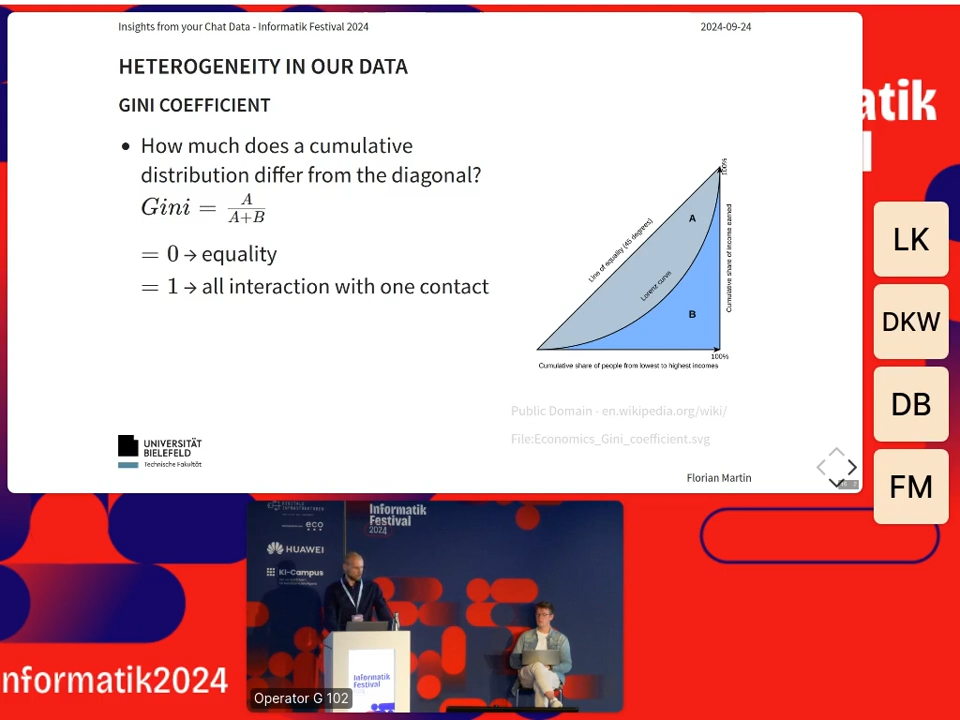 Insights from your Chat Data - Informatik Festival 2024
2024-09-24
HETEROGENEITY IN OUR DATA
GINI COEFFICIENT
• How much does a cumulative
distribution differ from the diagonal?
Gini = A / A+B
= 0 → equality
= 1 → all interaction with one contact
100%
A
Line of equality (45 degrees)
Lorenz curve
Cumulative share of income earned
B
100%
Cumulative share of people from lowest to highest incomes
Public Domain - en.wikipedia.org/wiki/
File:Economics_Gini_coefficient.svg
UNIVERSITÄT
BIELEFELD
Technische Fakultät
Florian Martin
atik
LK
DKW
DB
FM
eco
HUAWEI
KI-Campus
Informatik
Festival
2024
Informatik
Festival
Operator G 102
nformatik2024